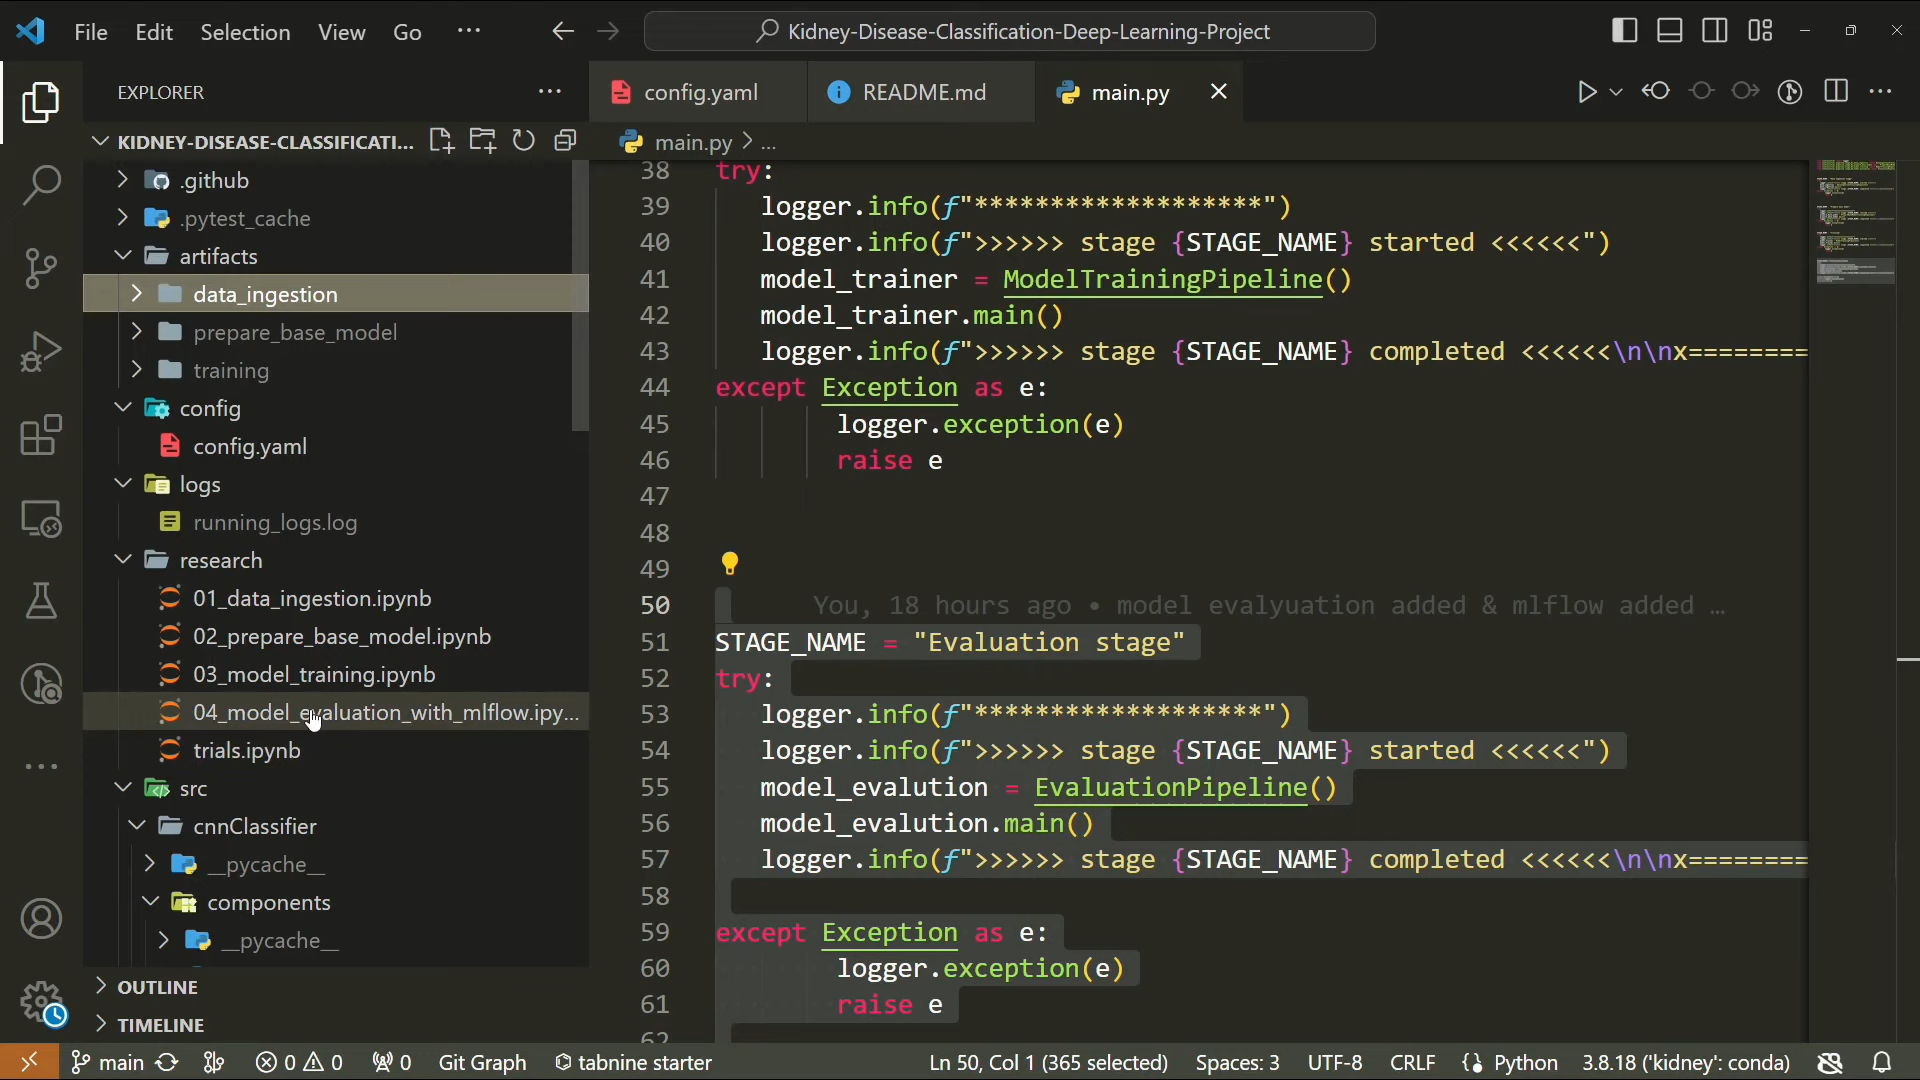 File Edit Selection View Go ··· Kidney-Disease-Classification-Deep-Learning-Project
EXPLORER
KIDNEY-DISEASE-CLASSIFICATI...
.github
.pytest_cache
artifacts
data_ingestion
prepare_base_model
training
config
config.yaml
logs
running_logs.log
research
01_data_ingestion.ipynb
02_prepare_base_model.ipynb
03_model_training.ipynb
04_model_evaluation_with_mlflow.ipy...
trials.ipynb
src
cnnClassifier
__pycache__
components
__pycache__
OUTLINE
TIMELINE
config.yaml README.md main.py
main.py > ...
38 try:
39 logger.info(f"*******************")
40 logger.info(f">>>>>> stage {STAGE_NAME} started <<<<<<")
41 model_trainer = ModelTrainingPipeline()
42 model_trainer.main()
43 logger.info(f">>>>>> stage {STAGE_NAME} completed <<<<<<\n\nx========
44 except Exception as e:
45 logger.exception(e)
46 raise e
47
48
49
50 You, 18 hours ago • model evalyuation added & mlflow added …
51 STAGE_NAME = "Evaluation stage"
52 try:
53 logger.info(f"*******************")
54 logger.info(f">>>>>> stage {STAGE_NAME} started <<<<<<")
55 model_evalution = EvaluationPipeline()
56 model_evalution.main()
57 logger.info(f">>>>>> stage {STAGE_NAME} completed <<<<<<\n\nx========
58
59 except Exception as e:
60 logger.exception(e)
61 raise e
62
main 0 0 0 Git Graph tabnine starter Ln 50, Col 1 (365 selected) Spaces: 3 UTF-8 CRLF Python 3.8.18 ('kidney': conda)